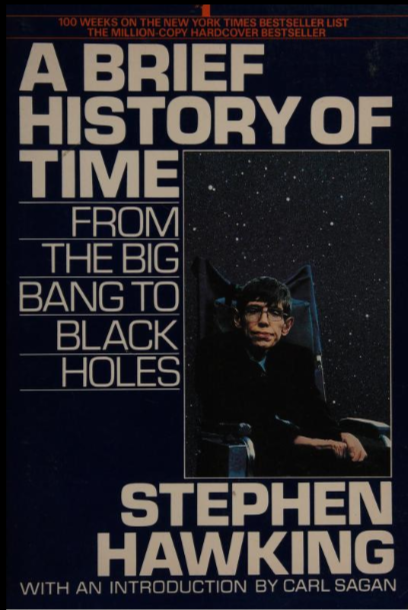 #1
100 WEEKS ON THE NEW YORK TIMES BESTSELLER LIST
THE MILLION-COPY HARDCOVER BESTSELLER
A BRIEF
HISTORY OF
TIME
FROM
THE BIG
BANG TO
BLACK
HOLES
STEPHEN
HAWKING
WITH AN INTRODUCTION BY CARL SAGAN